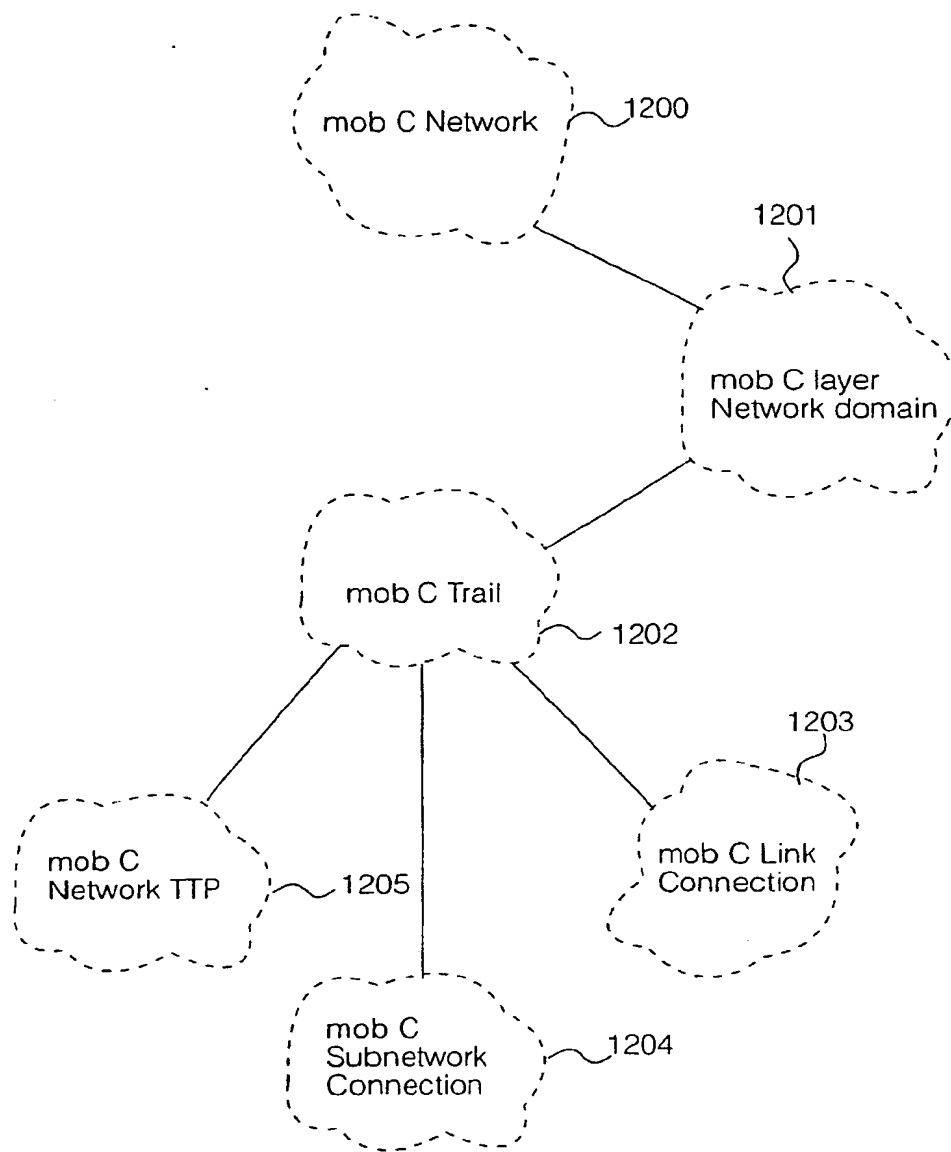 mob C Network
1200
1201
mob C layer
Network domain
mob C Trail
1202
1203
mob C Link
Connection
mob C
Network TTP
1205
mob C
Subnetwork
Connection
1204